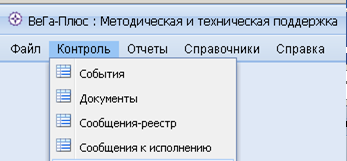 ВеГа-Плюс : Методическая и техническая поддержка
Файл Контроль Отчеты Справочники Справка
События
Документы
Сообщения-реестр
Сообщения к исполнению